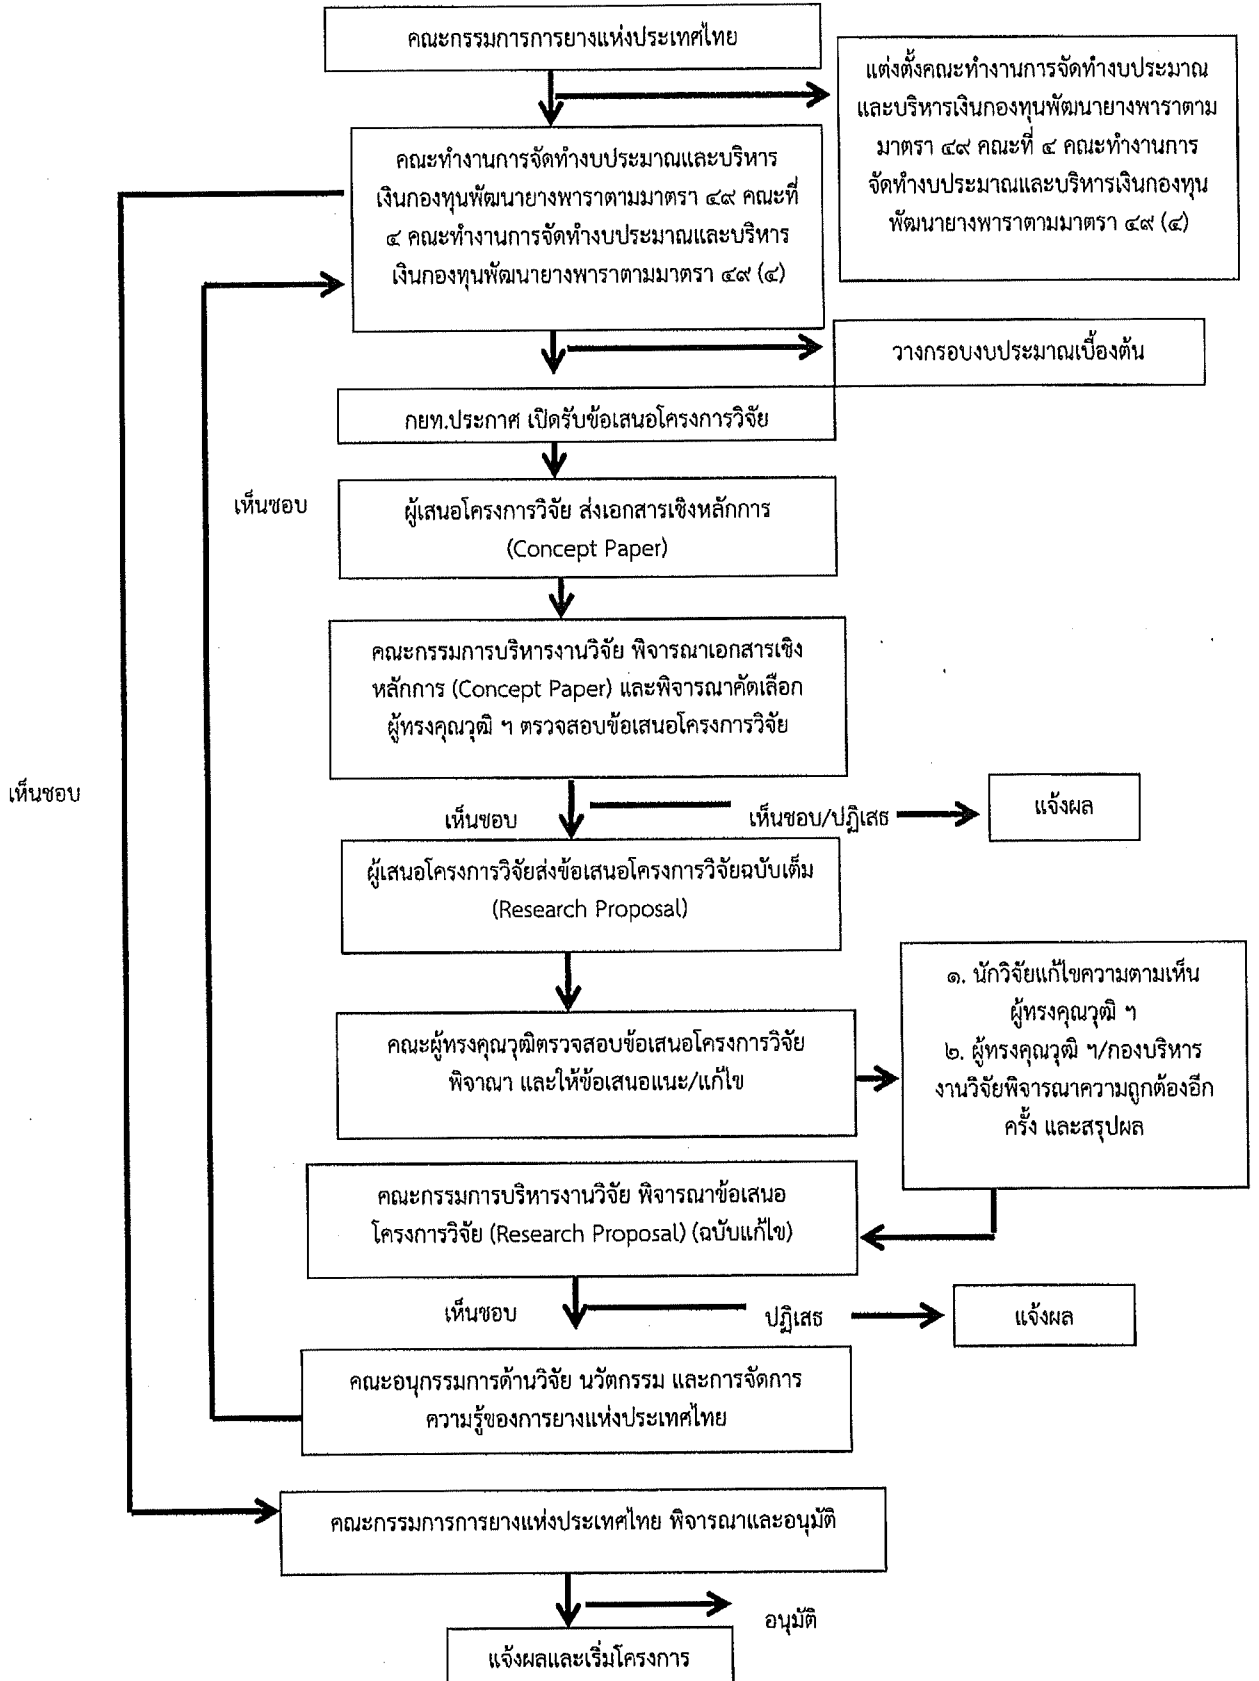 คณะกรรมการการยางแห่งประเทศไทย
แต่งตั้งคณะทำงานการจัดทำงบประมาณ
และบริหารเงินกองทุนพัฒนายางพาราตาม
มาตรา ๔๙ คณะที่ ๔ คณะทำงานการ
จัดทำงบประมาณและบริหารเงินกองทุน
พัฒนายางพาราตามมาตรา ๔๙ (๔)
คณะทำงานการจัดทำงบประมาณและบริหาร
เงินกองทุนพัฒนายางพาราตามมาตรา ๔๙ คณะที่
๔ คณะทำงานการจัดทำงบประมาณและบริหาร
เงินกองทุนพัฒนายางพาราตามมาตรา ๔๙ (๔)
วางกรอบงบประมาณเบื้องต้น
กยท.ประกาศ เปิดรับข้อเสนอโครงการวิจัย
เห็นชอบ
ผู้เสนอโครงการวิจัย ส่งเอกสารเชิงหลักการ
(Concept Paper)
คณะกรรมการบริหารงานวิจัย พิจารณาเอกสารเชิง
หลักการ (Concept Paper) และพิจารณาคัดเลือก
ผู้ทรงคุณวุฒิ ฯ ตรวจสอบข้อเสนอโครงการวิจัย
เห็นชอบ
เห็นชอบ
เห็นชอบ/ปฏิเสธ
แจ้งผล
ผู้เสนอโครงการวิจัยส่งข้อเสนอโครงการวิจัยฉบับเต็ม
(Research Proposal)
คณะผู้ทรงคุณวุฒิตรวจสอบข้อเสนอโครงการวิจัย
พิจาณา และให้ข้อเสนอแนะ/แก้ไข
๑. นักวิจัยแก้ไขความตามเห็น
ผู้ทรงคุณวุฒิ ฯ
๒. ผู้ทรงคุณวุฒิ ฯ/กองบริหาร
งานวิจัยพิจารณาความถูกต้องอีก
ครั้ง และสรุปผล
คณะกรรมการบริหารงานวิจัย พิจารณาข้อเสนอ
โครงการวิจัย (Research Proposal) (ฉบับแก้ไข)
เห็นชอบ
ปฏิเสธ
แจ้งผล
คณะอนุกรรมการด้านวิจัย นวัตกรรม และการจัดการ
ความรู้ของการยางแห่งประเทศไทย
คณะกรรมการการยางแห่งประเทศไทย พิจารณาและอนุมัติ
อนุมัติ
แจ้งผลและเริ่มโครงการ